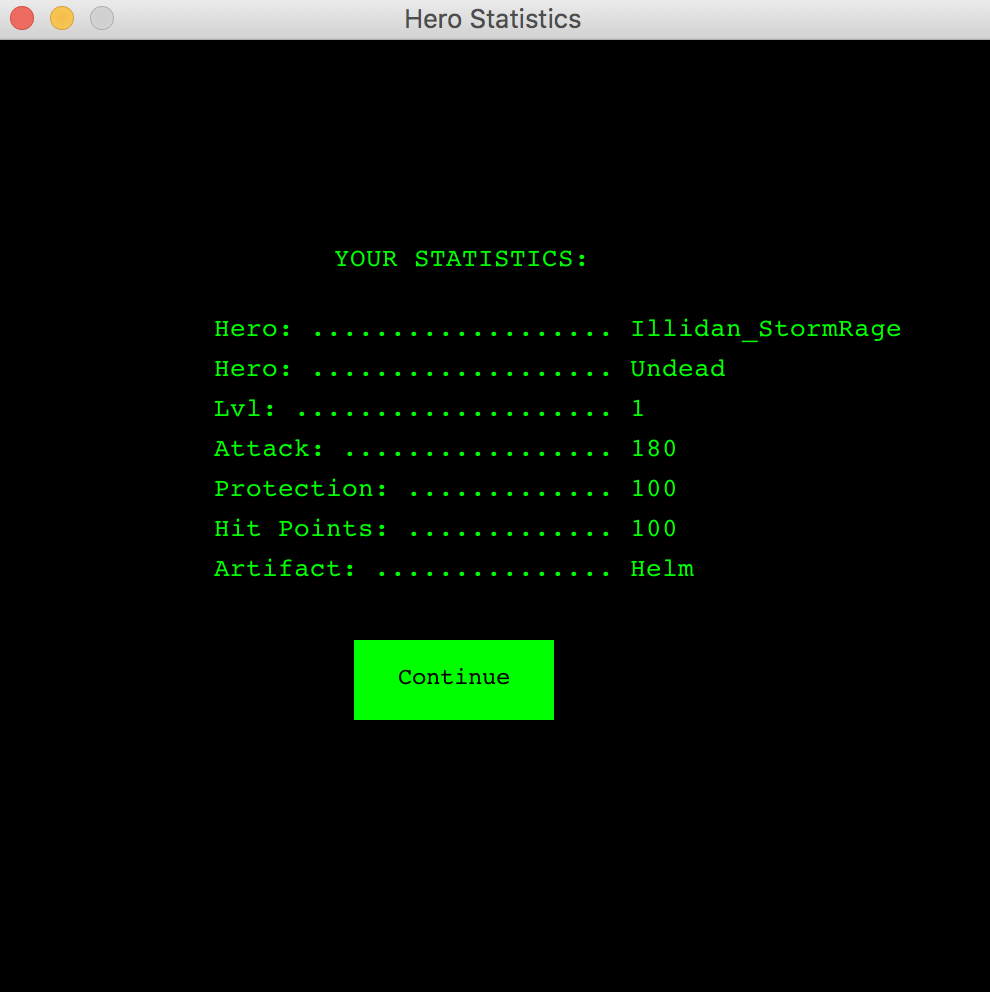 Hero Statistics
YOUR STATISTICS:
Hero: ................... Illidan_StormRage
Hero: ................... Undead
Lvl: .................... 1
Attack: ................. 180
Protection: ............. 100
Hit Points: ............. 100
Artifact: ............... Helm
Continue